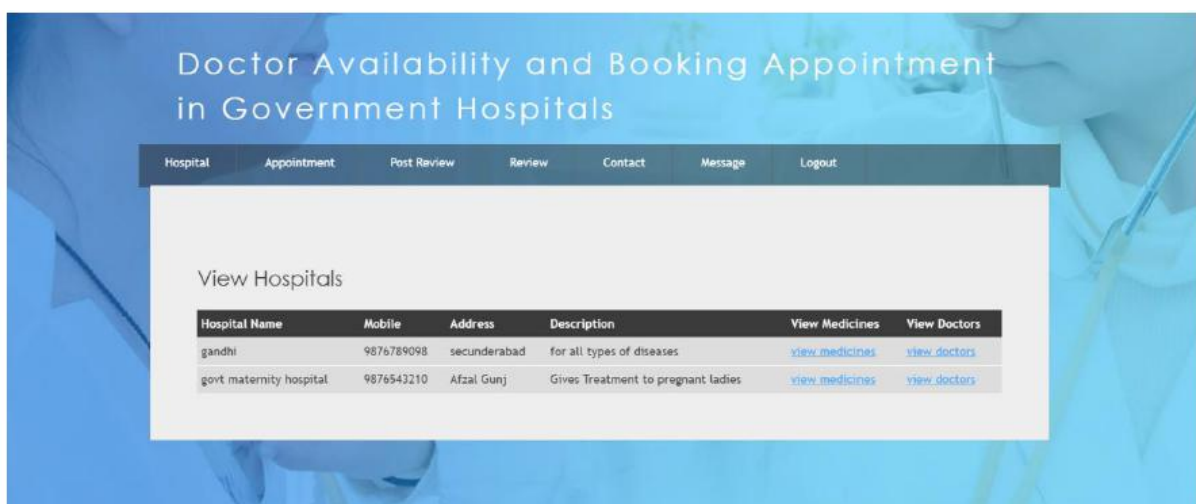 Doctor Availability and Booking Appointment
in Government Hospitals
Hospital Appointment Post Review Review Contact Message Logout
View Hospitals
Hospital Name Mobile Address Description View Medicines View Doctors
gandhi 9876789098 secunderabad for all types of diseases view medicines view doctors
govt maternity hospital 9876543210 Afzal Gunj Gives Treatment to pregnant ladies view medicines view doctors